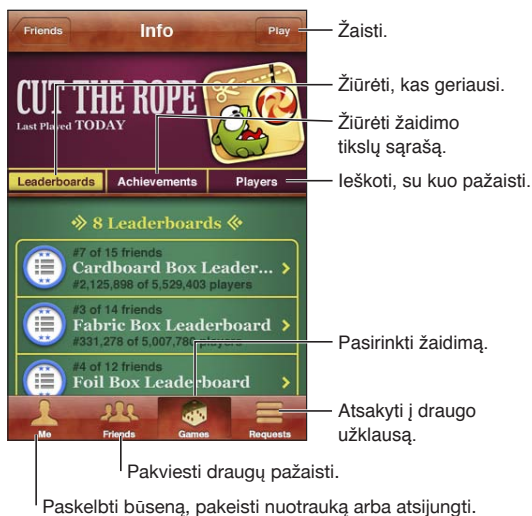 Friends
Info
Play
Žaisti.
CUT THE ROPE
Last Played TODAY
Žiūrėti, kas geriausi.
Žiūrėti žaidimo
tikslų sąrašą.
Leaderboards
Achievements
Players
Ieškoti, su kuo pažaisti.
8 Leaderboards
#7 of 15 friends
Cardboard Box Leader...
#2,125,898 of 5,529,403 players
#3 of 14 friends
Fabric Box Leaderboard
#331,278 of 5,007,780 players
Pasirinkti žaidimą.
#4 of 12 friends
Foil Box Leaderboard
Atsakyti į draugo
užklausą.
Me
Friends
Games
Requests
Pakviesti draugų pažaisti.
Paskelbti būseną, pakeisti nuotrauką arba atsijungti.